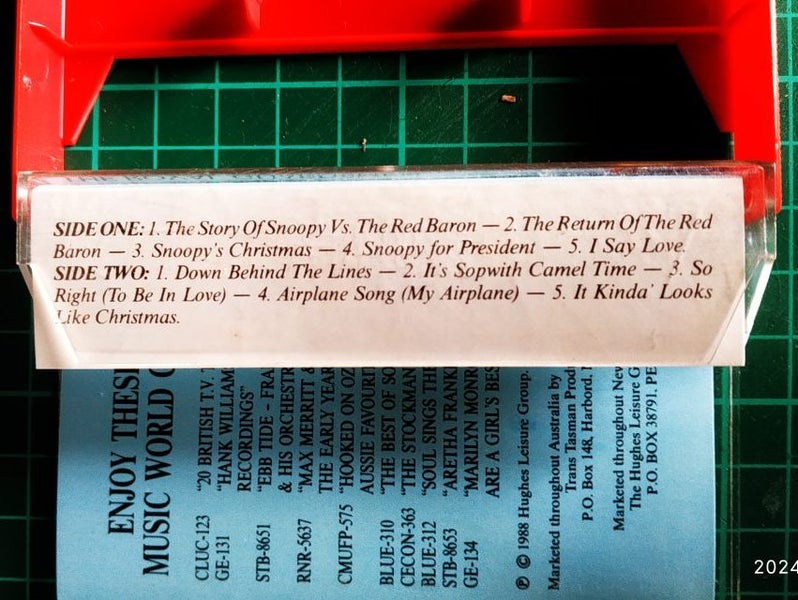 SIDE ONE: 1. The Story Of Snoopy Vs. The Red Baron — 2. The Return Of The Red
Baron — 3. Snoopy's Christmas — 4. Snoopy for President — 5. I Say Love.
SIDE TWO: 1. Down Behind The Lines — 2. It's Sopwith Camel Time — 3. So
Right (To Be In Love) — 4. Airplane Song (My Airplane) — 5. It Kinda' Looks
Like Christmas.
ENJOY THES
MUSIC WORLD
CLUC-123 "20 BRITISH T.V.
GE-131 "HANK WILLIAM
RECORDINGS"
STB-8651 "EBB TIDE – FRA
& HIS ORCHESTR
RNR-5637 "MAX MERRITT &
THE EARLY YEAR
CMUFP-575 "HOOKED ON OZ
AUSSIE FAVOURIT
BLUE-310 "THE BEST OF SO
CECON-363 "THE STOCKMAN
BLUE-312 "SOUL SINGS THE
STB-8653 "ARETHA FRANKI
GE-134 "MARILYN MONR
ARE A GIRL'S BES
℗ © 1988 Hughes Leisure Group.
Marketed throughout Australia by
Trans Tasman Prod
P.O. Box 148, Harbord,
Marketed throughout New
The Hughes Leisure G
P.O. BOX 38791, PE
2024